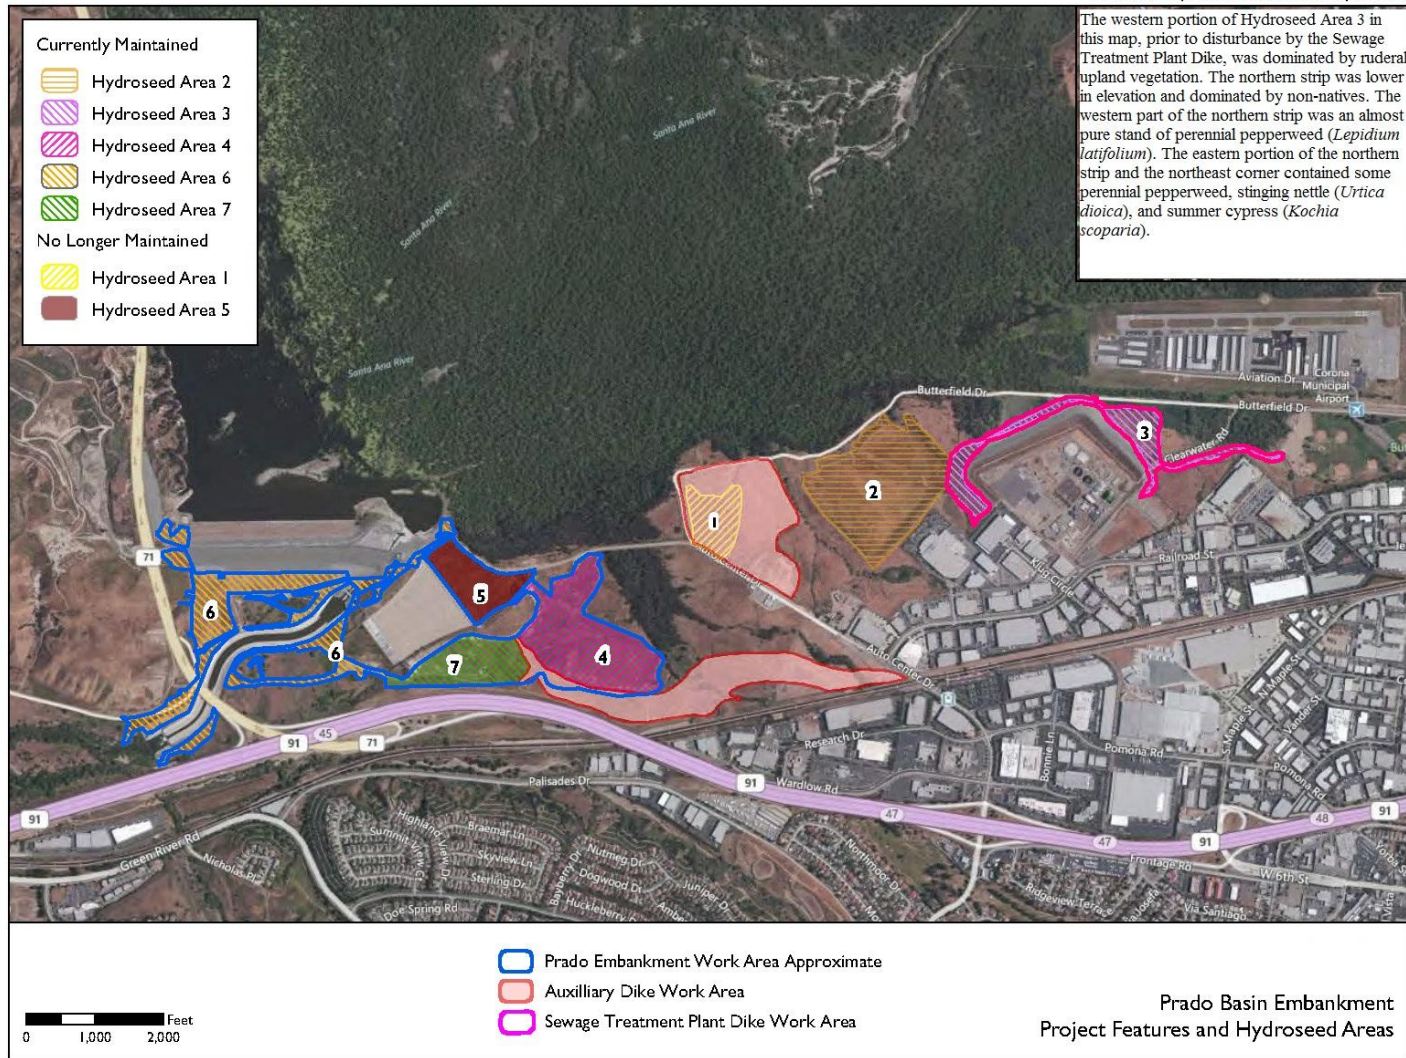 The western portion of Hydroseed Area 3 in
this map, prior to disturbance by the Sewage
Treatment Plant Dike, was dominated by ruderal
upland vegetation. The northern strip was lower
in elevation and dominated by non-natives. The
western part of the northern strip was an almost
pure stand of perennial pepperweed (Lepidium
latifolium). The eastern portion of the northern
strip and the northeast corner contained some
perennial pepperweed, stinging nettle (Urtica
dioica), and summer cypress (Kochia
scoparia).
Currently Maintained
Hydroseed Area 2
Hydroseed Area 3
Hydroseed Area 4
Hydroseed Area 6
Hydroseed Area 7
No Longer Maintained
Hydroseed Area 1
Hydroseed Area 5
Santa Ana River
Santa Ana River
Santa Ana River
Aviation Dr
Corona
Municipal
Airport
Butterfield Dr
Butterfield Dr
3
Clearwater Rd
2
1
71
5
6
6
7
4
Railroad St
Klug Circle
Auto Center Dr
N Maple St
S Maple St
Vander St
Pomona Rd
Pomona Rd
Research Dr
Bonnie Ln
Wardlow Rd
Palisades Dr
45
91
71
91
91
47
47
91
48
91
Frontage Rd
W 6th St
Green River Rd
Nicholas Pl
Highland View Dr
Summit View Ct
Braemar Ln
Skyview Ln
Sterling Dr
Doe Spring Rd
Bayberry Dr
Nutmeg Dr
Dogwood Dr
Juniper Dr
Huckleberry
Northmoor Dr
Ridgeview Terrace
Via Santiago
Prado Embankment Work Area Approximate
Auxilliary Dike Work Area
Sewage Treatment Plant Dike Work Area
Feet
0 1,000 2,000
Prado Basin Embankment
Project Features and Hydroseed Areas